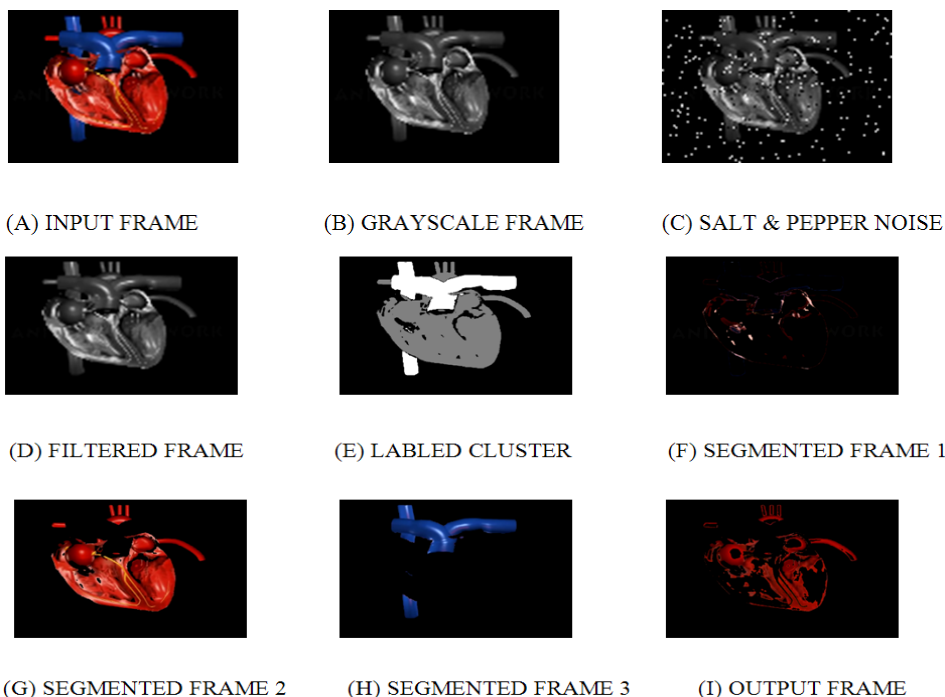 (A) INPUT FRAME
(B) GRAYSCALE FRAME
(C) SALT & PEPPER NOISE
(D) FILTERED FRAME
(E) LABLED CLUSTER
(F) SEGMENTED FRAME 1
(G) SEGMENTED FRAME 2
(H) SEGMENTED FRAME 3
(I) OUTPUT FRAME